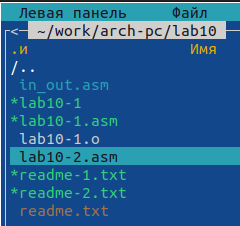 Левая панель Файл
<─ ~/work/arch-pc/lab10
.и Имя
/..
in_out.asm
*lab10-1
*lab10-1.asm
lab10-1.o
lab10-2.asm
*readme-1.txt
*readme-2.txt
readme.txt